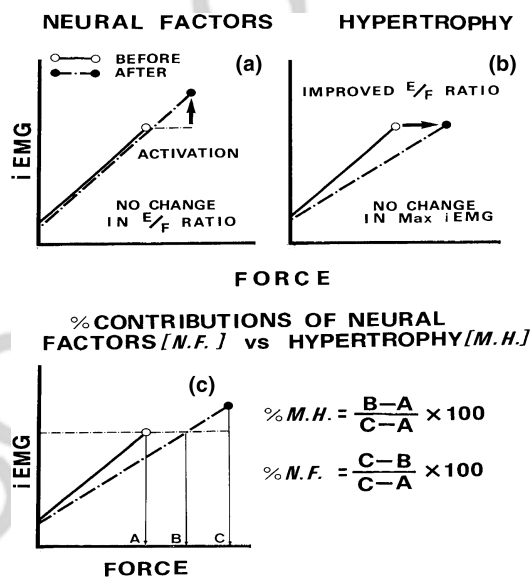 NEURAL FACTORS
HYPERTROPHY
BEFORE
AFTER
(a)
ACTIVATION
NO CHANGE
IN E/F RATIO
iEMG
(b)
IMPROVED E/F RATIO
NO CHANGE
IN Max iEMG
FORCE
% CONTRIBUTIONS OF NEURAL
FACTORS [N.F.] vs HYPERTROPHY [M.H.]
(c)
iEMG
A B C
FORCE
% M.H. = B-A/C-A × 100
% N.F. = C-B/C-A × 100